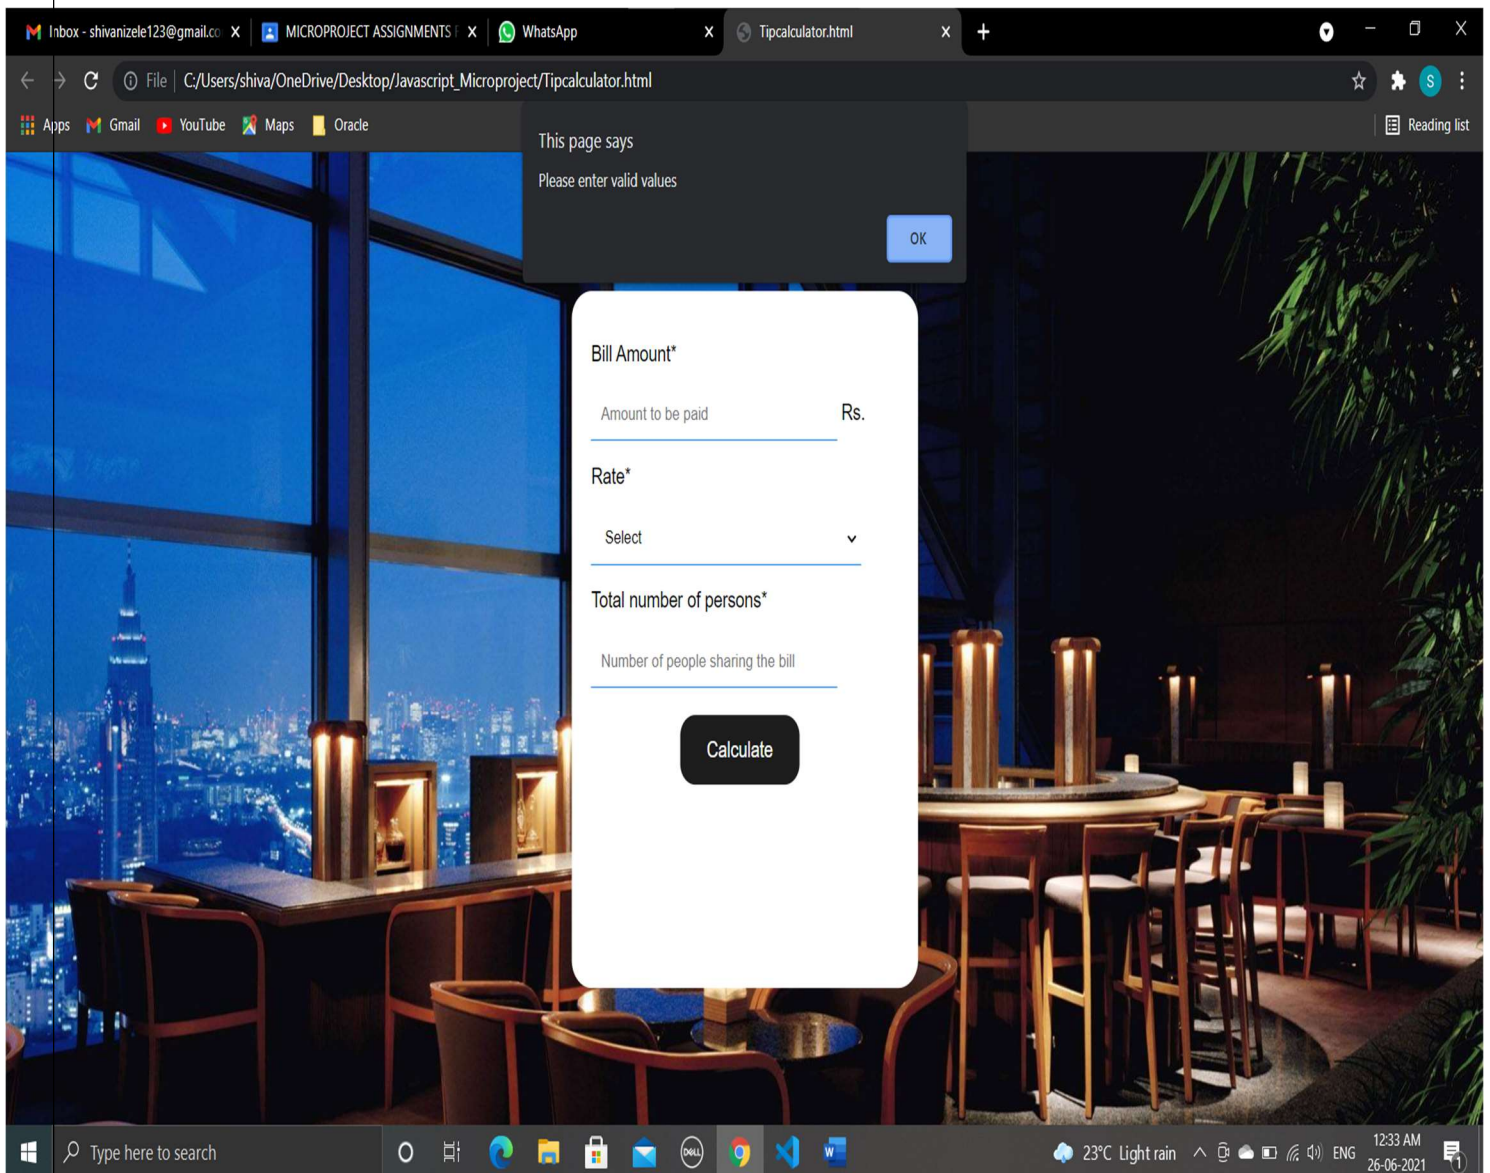 Inbox - shivanizele123@gmail.co
MICROPROJECT ASSIGNMENTS F
WhatsApp
Tipcalculator.html
File
C:/Users/shiva/OneDrive/Desktop/Javascript_Microproject/Tipcalculator.html
S
Apps
Gmail
YouTube
Maps
Oracle
Reading list
This page says
Please enter valid values
OK
Bill Amount*
Amount to be paid
Rs.
Rate*
Select
Total number of persons*
Number of people sharing the bill
Calculate
Type here to search
DELL
W
23°C Light rain
ENG
12:33 AM
26-06-2021
1